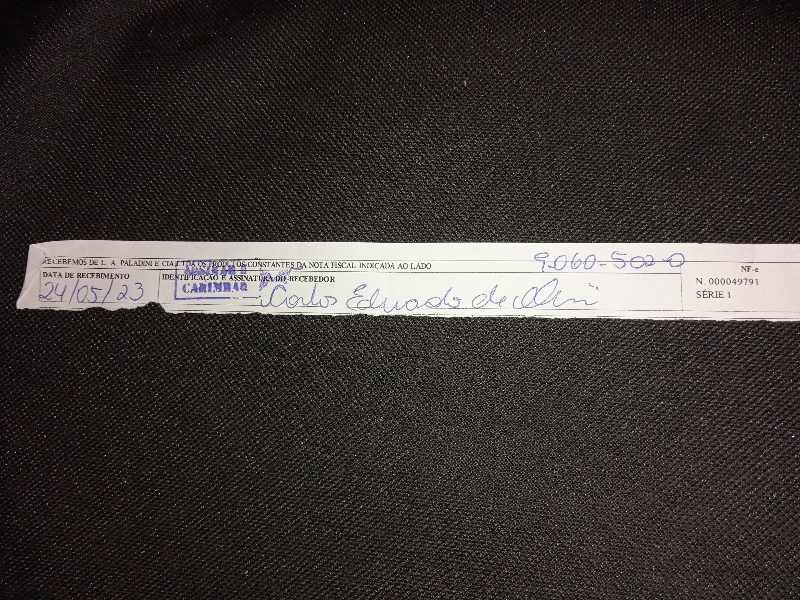 RECEBEMOS DE L. A. PALADINI E CIA LTDA OS PRODUTOS CONSTANTES DA NOTA FISCAL INDICADA AO LADO
9.060-502-0
NF-e
DATA DE RECEBIMENTO
IDENTIFICAÇÃO E ASSINATURA DO RECEBEDOR
N. 000049791
24/05/23
CARIMBAR
Carlos Eduardo de
SÉRIE 1